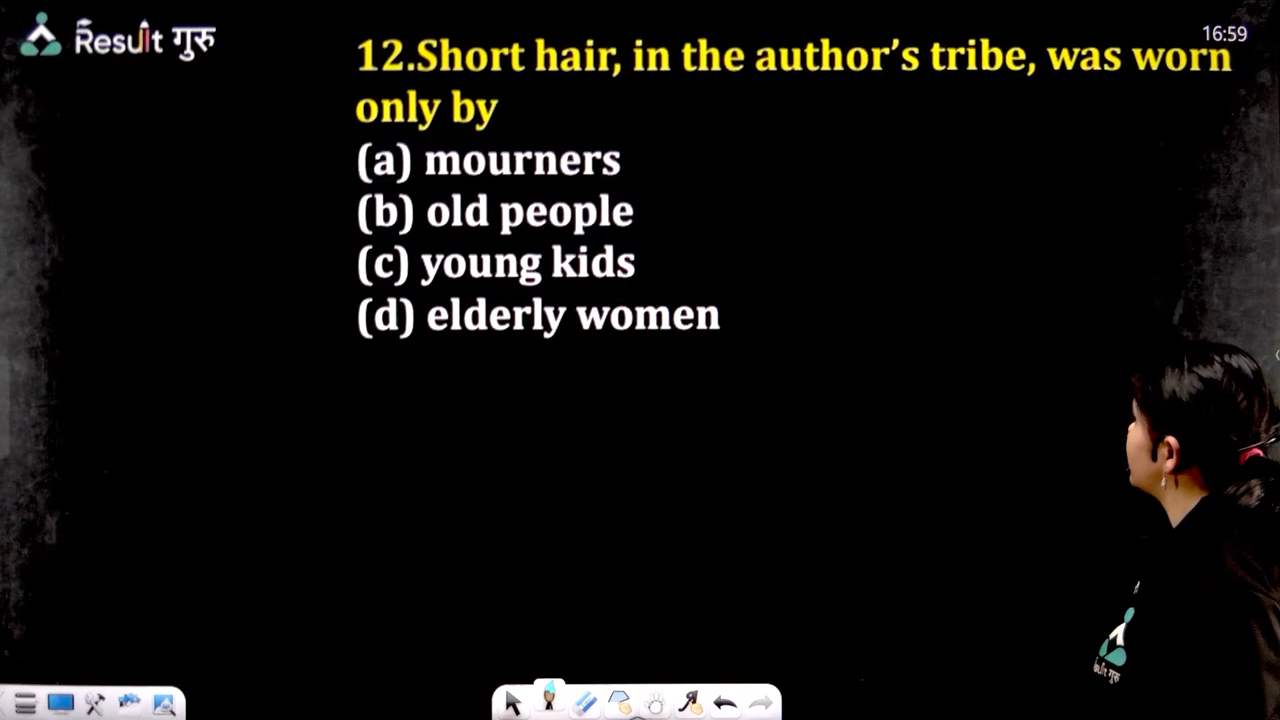 Result गुरु
16:59
12.Short hair, in the author's tribe, was worn
only by
(a) mourners
(b) old people
(c) young kids
(d) elderly women